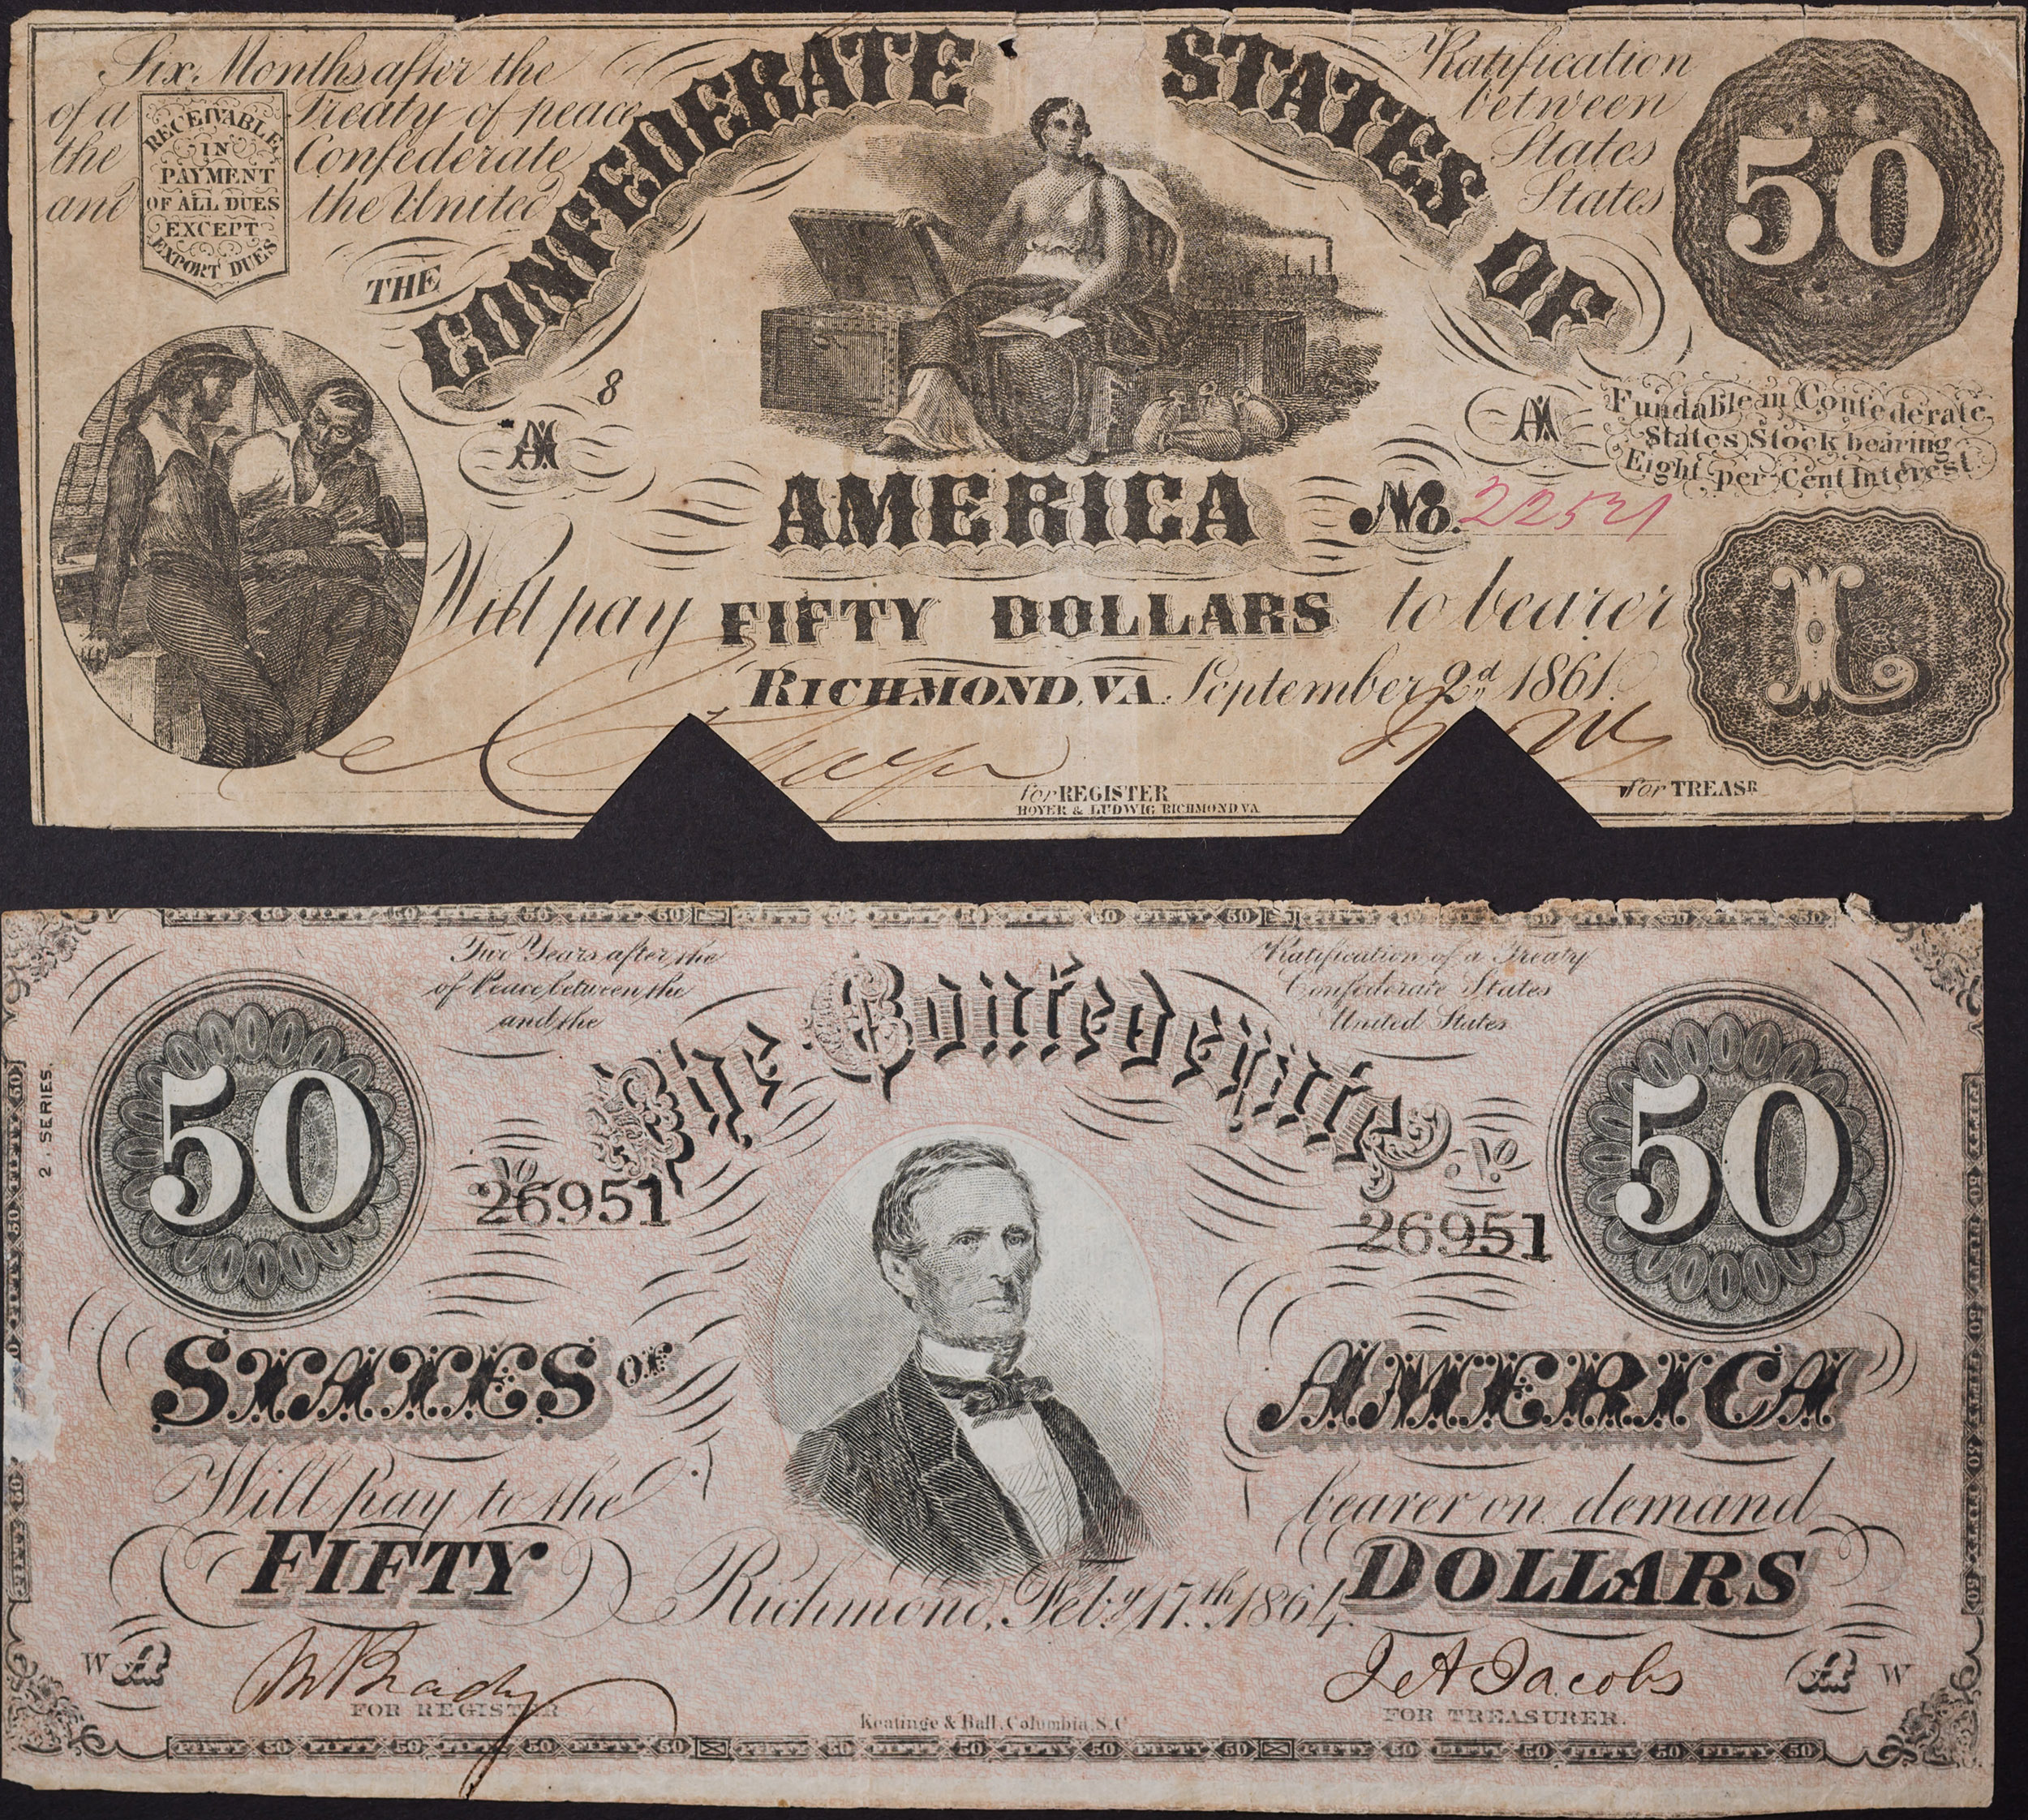 Six Months after the Ratification
of a Treaty of peace between
the Confederate States
and the United States
RECEIVABLE
IN
PAYMENT
OF ALL DUES
EXCEPT
EXPORT DUES
THE CONFEDERATE STATES OF
AMERICA
50
8
A A
Fundable in Confederate
States Stock bearing
Eight per Cent Interest.
No. 22521
Will pay FIFTY DOLLARS to bearer
L
RICHMOND, VA. September 2d 1861.
for REGISTER
for TREASR
HOYER & LUDWIG RICHMOND VA
Two Years after the Ratification of a Treaty
of Peace between the Confederate States
and the United States
The Confederate
50 50
2. SERIES.
No No
26951 26951
STATES OF AMERICA
Will pay to the bearer on demand
FIFTY DOLLARS
Richmond, Feby. 17th. 1864.
W A A W
M Brady J A Jacobs
FOR REGISTER FOR TREASURER.
Keatinge & Ball, Columbia, S.C.